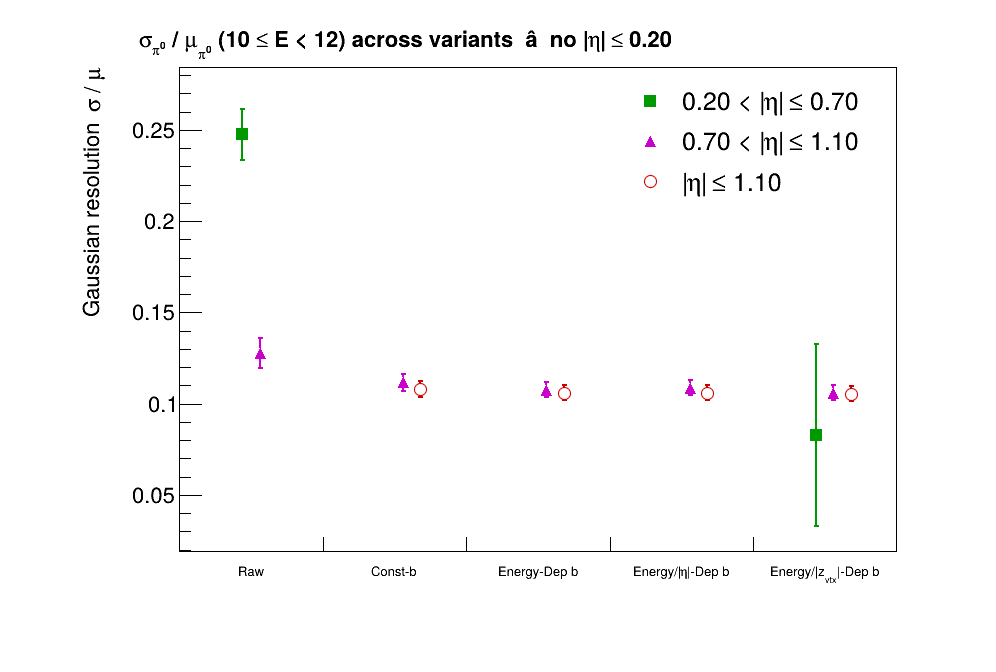 σπ⁰ / μπ⁰ (10 ≤ E < 12) across variants â no |η| ≤ 0.20
Gaussian resolution σ / μ
0.25
0.2
0.15
0.1
0.05
0.20 < |η| ≤ 0.70
0.70 < |η| ≤ 1.10
|η| ≤ 1.10
Raw
Const-b
Energy-Dep b
Energy/|η|-Dep b
Energy/|z_vtx|-Dep b